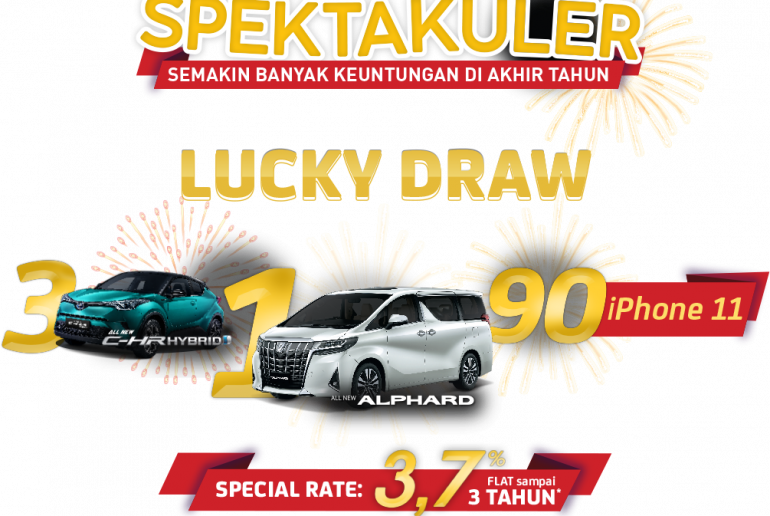 SPEKTAKULER
SEMAKIN BANYAK KEUNTUNGAN DI AKHIR TAHUN
LUCKY DRAW
3
ALL NEW
C-HR HYBRID
1
ALL NEW ALPHARD
90
iPhone 11
SPECIAL RATE: 3,7%
FLAT sampai
3 TAHUN*